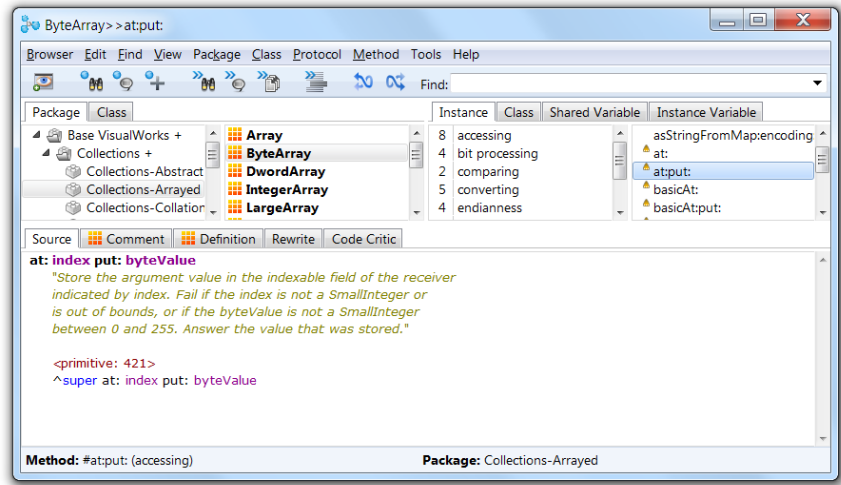 ByteArray>>at:put:
Browser Edit Find View Package Class Protocol Method Tools Help
Find:
Package Class
Instance Class Shared Variable Instance Variable
Base VisualWorks +
Collections +
Collections-Abstract
Collections-Arrayed
Collections-Collation
Array
ByteArray
DwordArray
IntegerArray
LargeArray
8 accessing
4 bit processing
2 comparing
5 converting
4 endianness
asStringFromMap:encoding
at:
at:put:
basicAt:
basicAt:put:
Source Comment Definition Rewrite Code Critic
at: index put: byteValue
"Store the argument value in the indexable field of the receiver
indicated by index. Fail if the index is not a SmallInteger or
is out of bounds, or if the byteValue is not a SmallInteger
between 0 and 255. Answer the value that was stored."
<primitive: 421>
^super at: index put: byteValue
Method: #at:put: (accessing)
Package: Collections-Arrayed